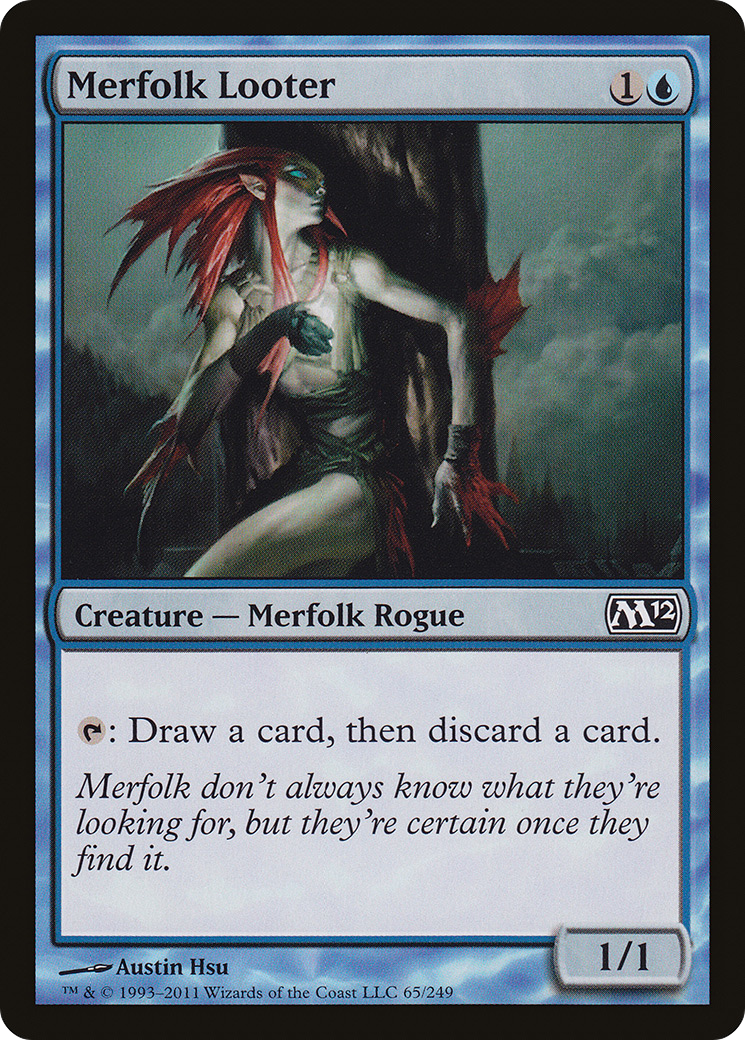 Merfolk Looter 1
Creature — Merfolk Rogue M12
: Draw a card, then discard a card.
Merfolk don't always know what they're
looking for, but they're certain once they
find it.
1/1
Austin Hsu
™ & © 1993–2011 Wizards of the Coast LLC 65/249